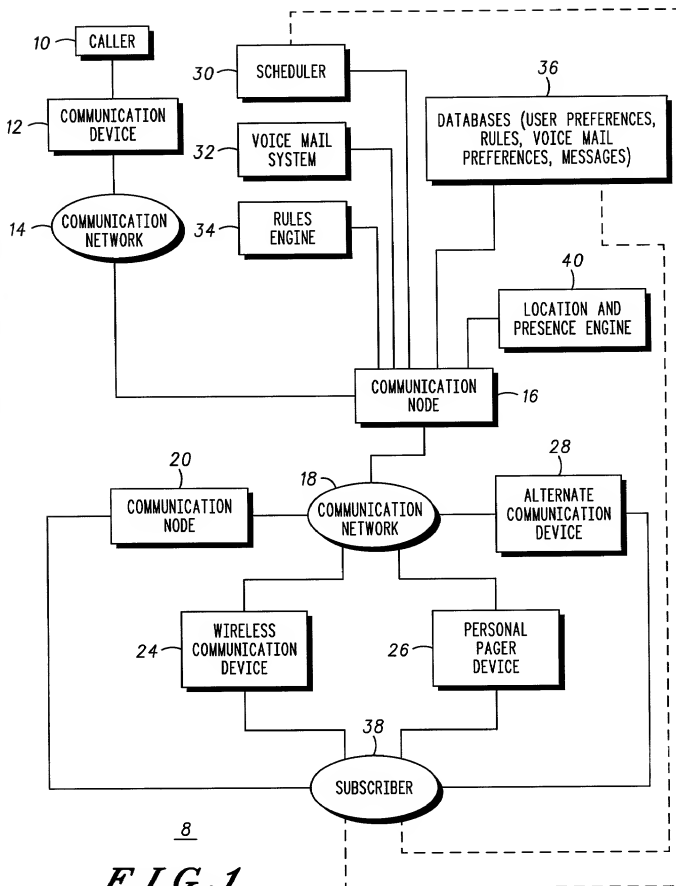 10
CALLER
30
SCHEDULER
36
DATABASES (USER PREFERENCES,
RULES, VOICE MAIL
PREFERENCES, MESSAGES)
12
COMMUNICATION
DEVICE
32
VOICE MAIL
SYSTEM
14
COMMUNICATION
NETWORK
34
RULES
ENGINE
40
LOCATION AND
PRESENCE ENGINE
COMMUNICATION
NODE
16
20
COMMUNICATION
NODE
18
COMMUNICATION
NETWORK
28
ALTERNATE
COMMUNICATION
DEVICE
24
WIRELESS
COMMUNICATION
DEVICE
26
PERSONAL
PAGER
DEVICE
38
SUBSCRIBER
8
FIG.1